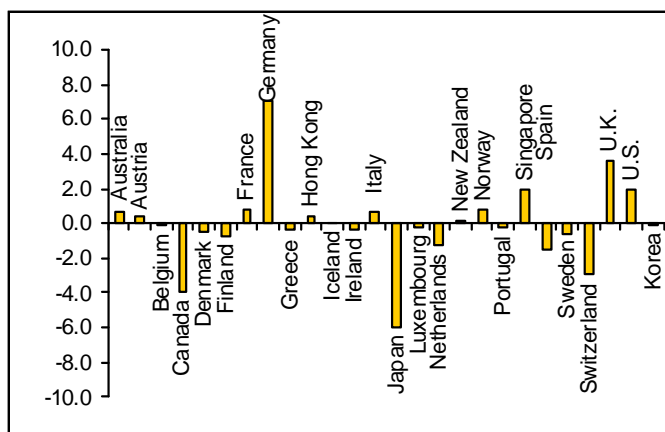 10.0
8.0
6.0
4.0
2.0
0.0
-2.0
-4.0
-6.0
-8.0
-10.0
Australia
Austria
Belgium
Canada
Denmark
Finland
France
Germany
Greece
Hong Kong
Iceland
Ireland
Italy
Japan
Luxembourg
Netherlands
New Zealand
Norway
Portugal
Singapore
Spain
Sweden
Switzerland
U.K.
U.S.
Korea